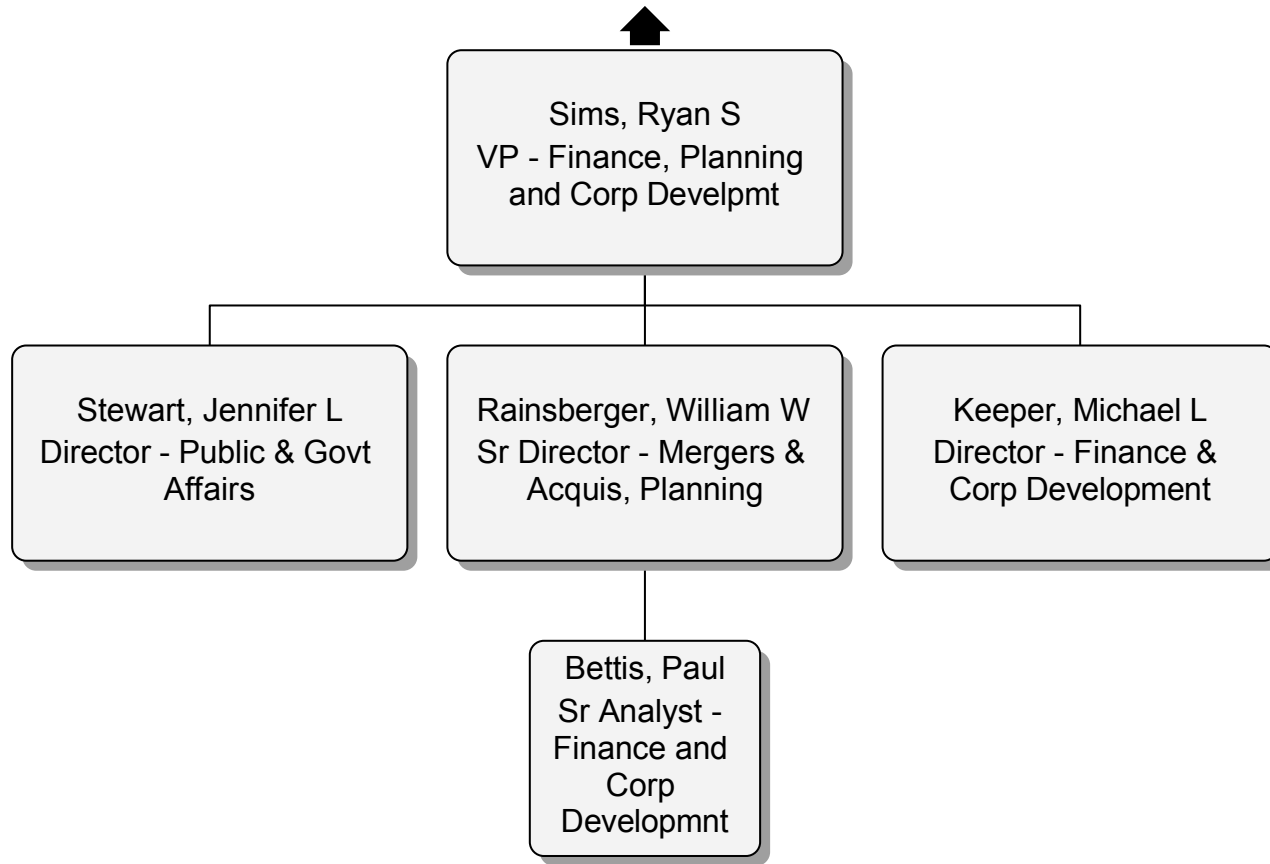 Sims, Ryan S
VP - Finance, Planning
and Corp Develpmt
Stewart, Jennifer L
Director - Public & Govt
Affairs
Rainsberger, William W
Sr Director - Mergers &
Acquis, Planning
Keeper, Michael L
Director - Finance &
Corp Development
Bettis, Paul
Sr Analyst -
Finance and
Corp
Developmnt